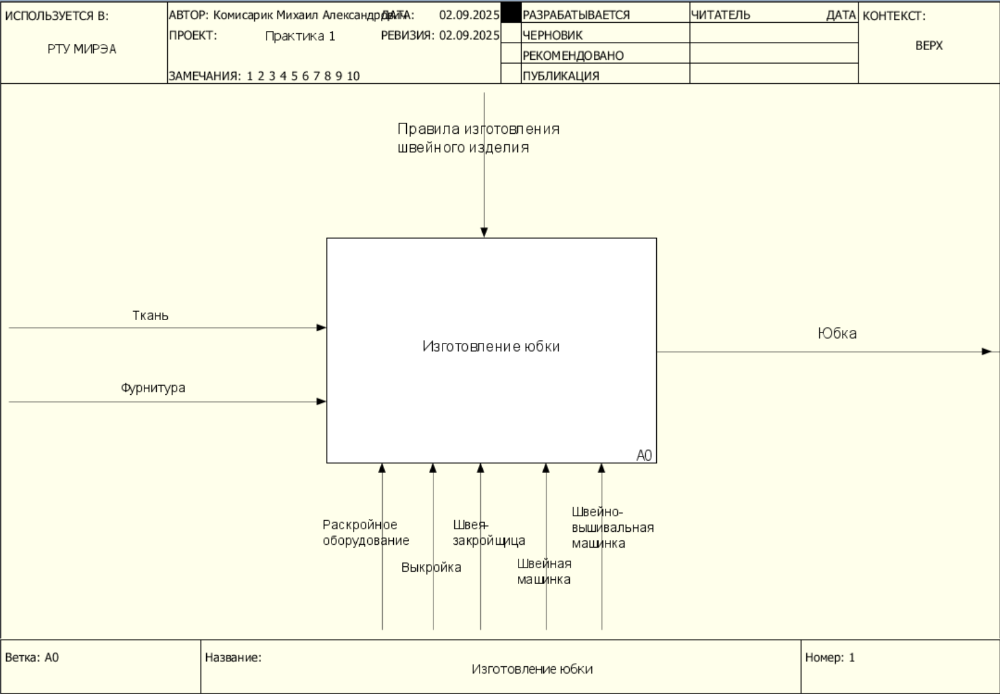 ИСПОЛЬЗУЕТСЯ В:
РТУ МИРЭА
АВТОР: Комисарик Михаил Александрович
ДАТА: 02.09.2025
ПРОЕКТ: Практика 1
РЕВИЗИЯ: 02.09.2025
ЗАМЕЧАНИЯ: 1 2 3 4 5 6 7 8 9 10
РАЗРАБАТЫВАЕТСЯ
ЧЕРНОВИК
РЕКОМЕНДОВАНО
ПУБЛИКАЦИЯ
ЧИТАТЕЛЬ ДАТА
КОНТЕКСТ:
ВЕРХ
Правила изготовления
швейного изделия
Ткань
Фурнитура
Изготовление юбки
A0
Юбка
Раскройное
оборудование
Выкройка
Швея-
закройщица
Швейная
машинка
Швейно-
вышивальная
машинка
Ветка: A0
Название:
Изготовление юбки
Номер: 1